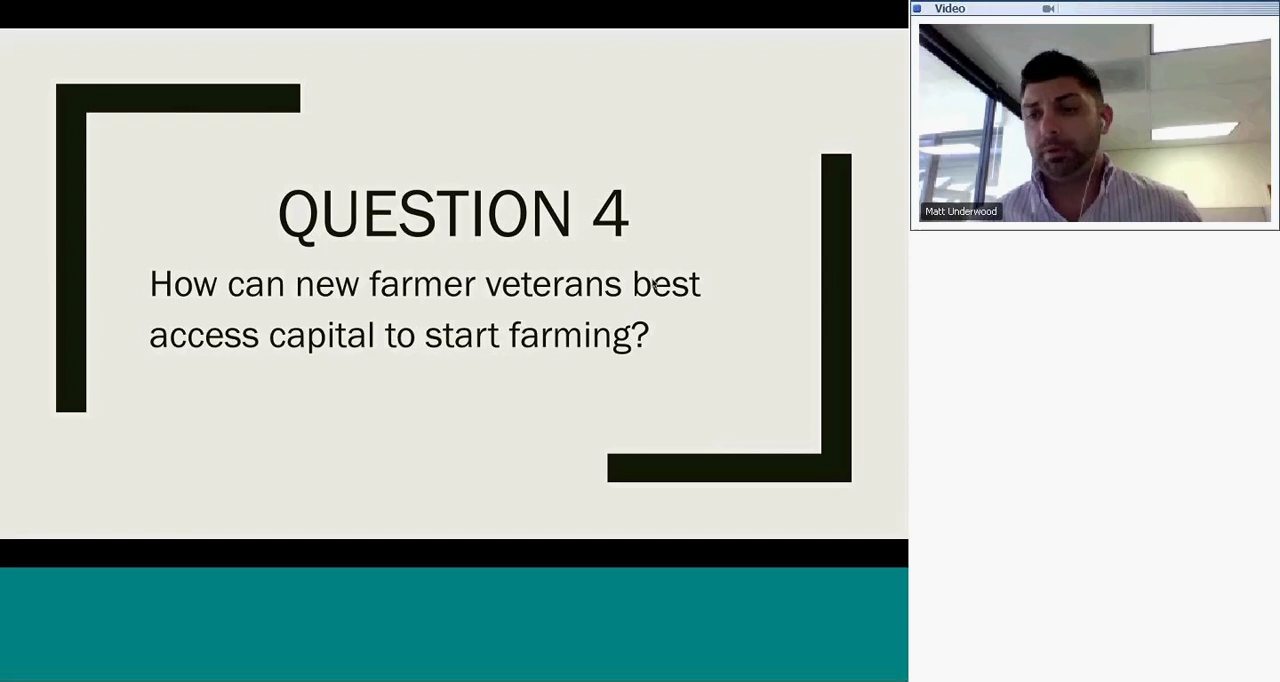 QUESTION 4
How can new farmer veterans best
access capital to start farming?
Video
Matt Underwood